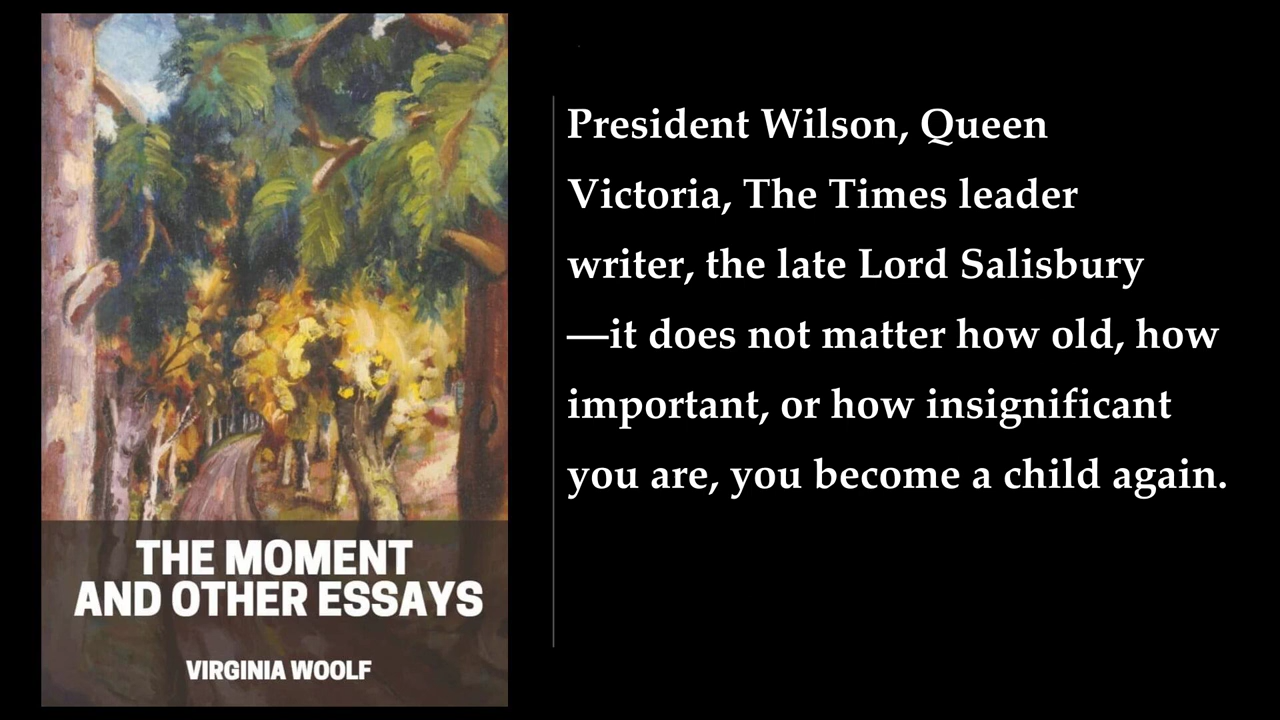 THE MOMENT
AND OTHER ESSAYS
VIRGINIA WOOLF
President Wilson, Queen
Victoria, The Times leader
writer, the late Lord Salisbury
—it does not matter how old, how
important, or how insignificant
you are, you become a child again.